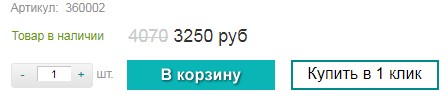 Артикул: 360002
Товар в наличии 4070 3250 руб
- 1 + шт. В корзину Купить в 1 клик